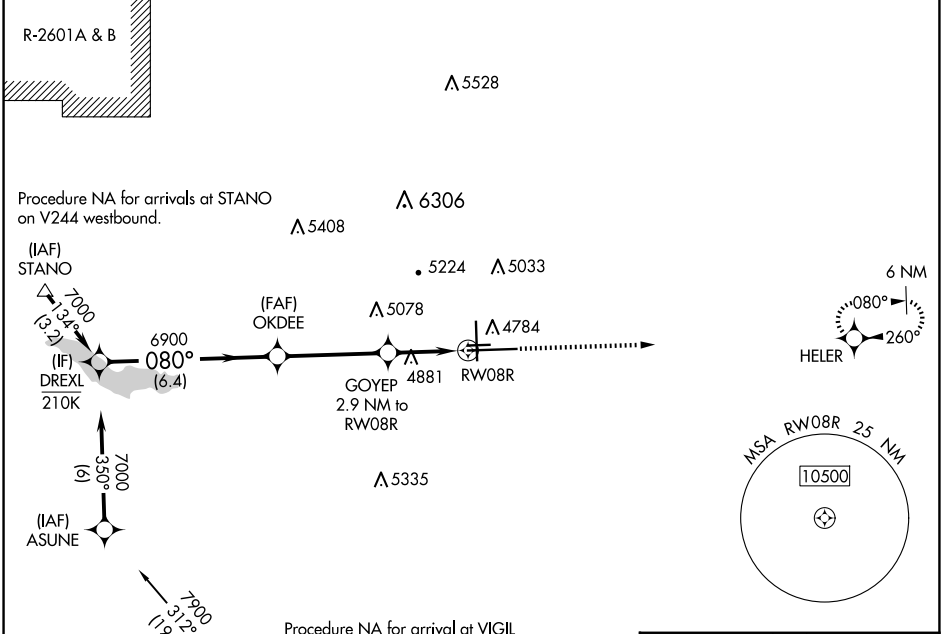 R-2601A & B
5528
Procedure NA for arrivals at STANO
on V244 westbound.
6306
5408
(IAF)
STANO
5224
5033
6 NM
7000
134°
(3.2)
(FAF)
OKDEE
5078
080°
260°
HELER
6900
080°
(6.4)
4784
(IF)
DREXL
210K
GOYEP
2.9 NM to
RW08R
4881
RW08R
MSA RW08R 25 NM
10500
7000
350°
(6)
5335
(IAF)
ASUNE
7900
312°
(19
Procedure NA for arrival at VIGIL